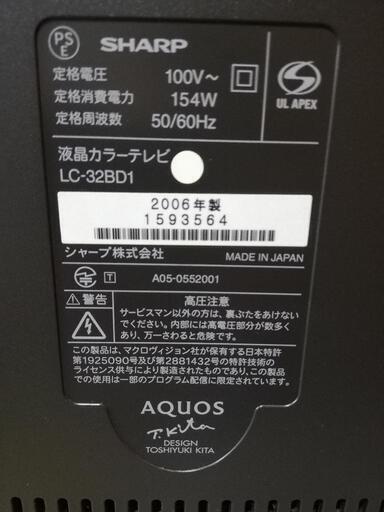 PS
E
SHARP
定格電圧 100V～
定格消費電力 154W
定格周波数 50/60Hz
UL APEX
液晶カラーテレビ
LC-32BD1
2006年製
1593564
シャープ株式会社 MADE IN JAPAN
T A05-0552001
⚠警告 高圧注意
サービスマン以外の方は、裏ぶたをあけないで
ください。内部には高電圧部分が数多く
あり、万一さわると危険です。
この製品は、マクロヴィジョン社が保有する日本特許
第1925090号及び第2881432号の特許技術の
ライセンス供与により製造されたもので、この製品
での使用は一部のプログラム配信に限定されています。
AQUOS
T. Kita
DESIGN
TOSHIYUKI KITA